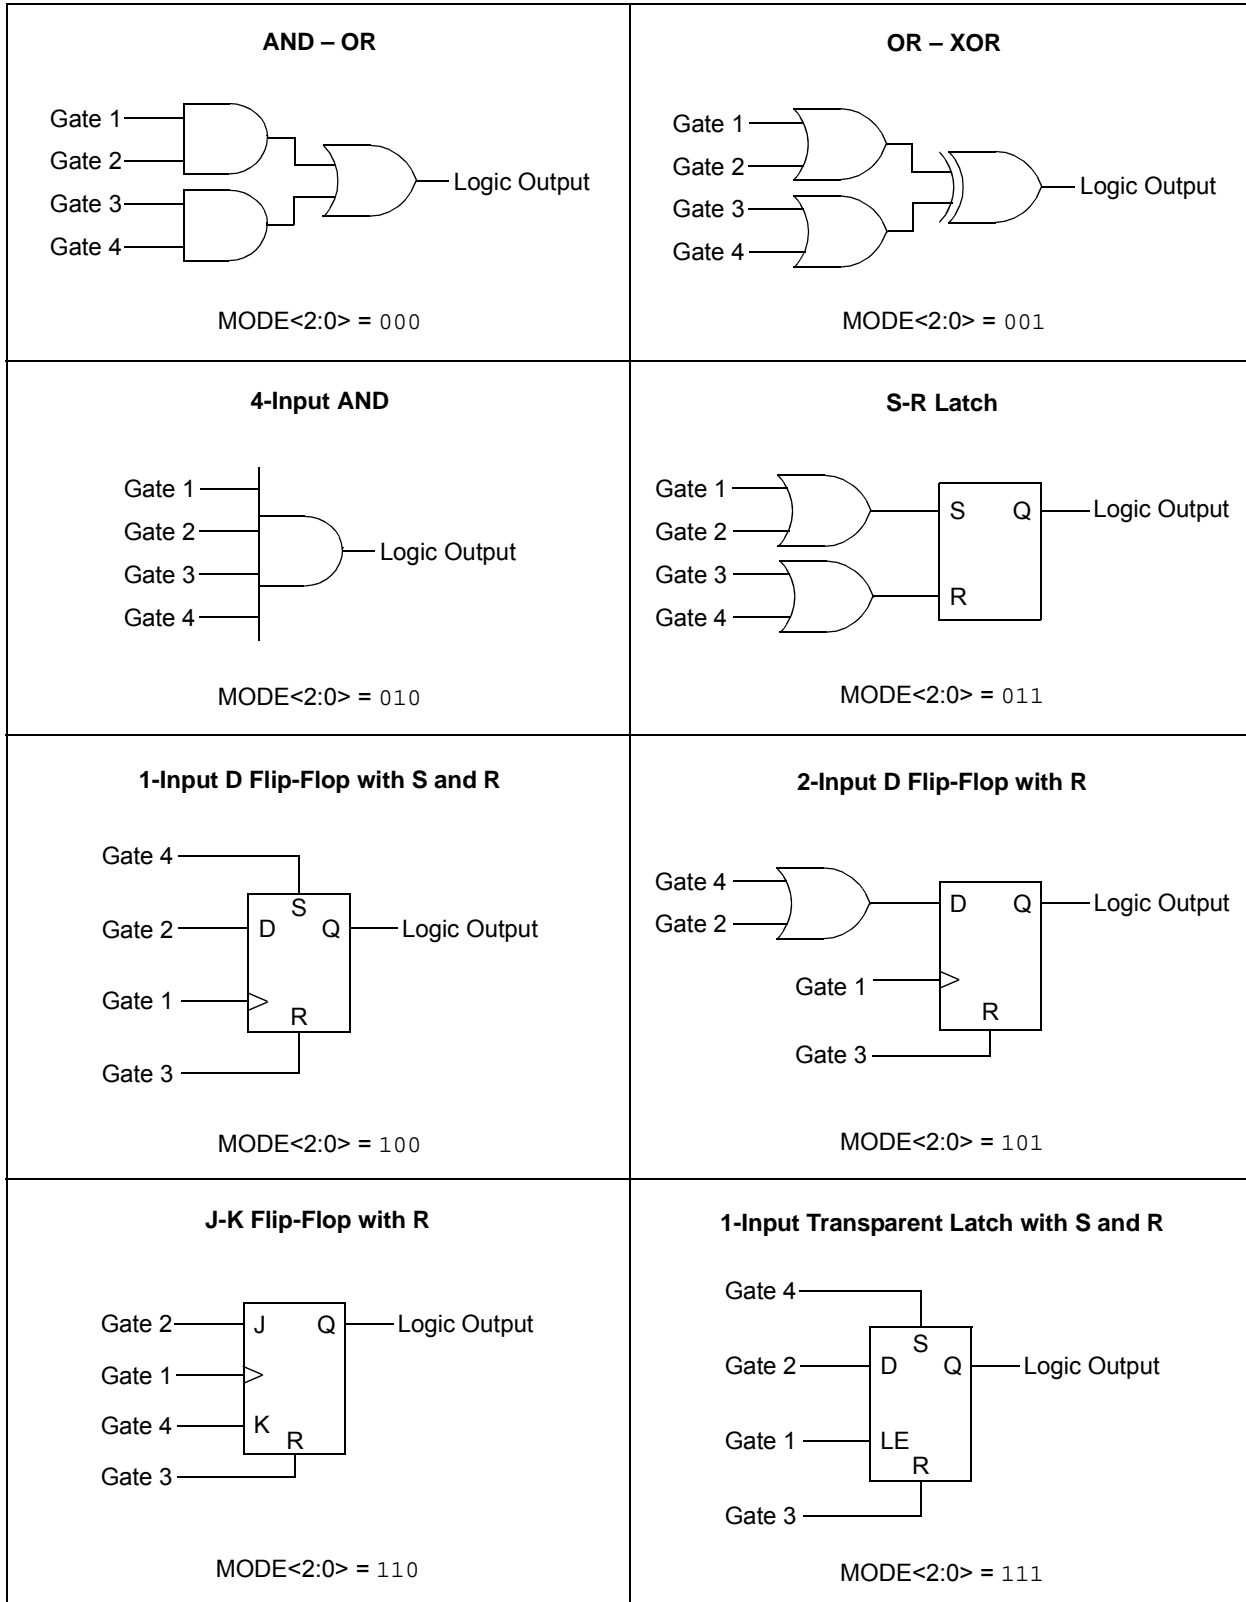 AND – OR
Gate 1
Gate 2
Gate 3
Gate 4
Logic Output
MODE<2:0> = 000
OR – XOR
Gate 1
Gate 2
Gate 3
Gate 4
Logic Output
MODE<2:0> = 001
4-Input AND
Gate 1
Gate 2
Gate 3
Gate 4
Logic Output
MODE<2:0> = 010
S-R Latch
Gate 1
Gate 2
Gate 3
Gate 4
S Q
R
Logic Output
MODE<2:0> = 011
1-Input D Flip-Flop with S and R
Gate 4
S
Gate 2
D Q
Logic Output
Gate 1
R
Gate 3
MODE<2:0> = 100
2-Input D Flip-Flop with R
Gate 4
Gate 2
D Q
Logic Output
Gate 1
R
Gate 3
MODE<2:0> = 101
J-K Flip-Flop with R
Gate 2
J Q
Logic Output
Gate 1
Gate 4
K
R
Gate 3
MODE<2:0> = 110
1-Input Transparent Latch with S and R
Gate 4
S
Gate 2
D Q
Logic Output
Gate 1
LE
R
Gate 3
MODE<2:0> = 111